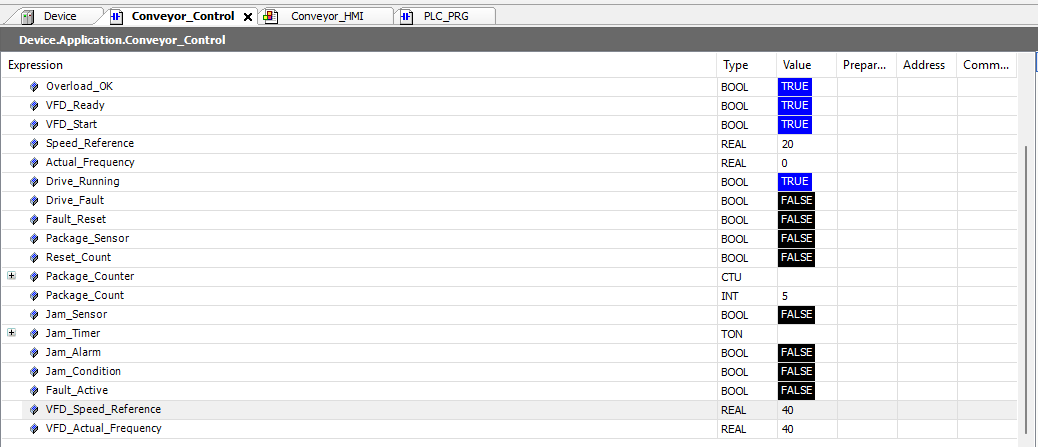 Device Conveyor_Control Conveyor_HMI PLC_PRG
Device.Application.Conveyor_Control
Expression Type Value Prepar... Address Comm...
Overload_OK BOOL TRUE
VFD_Ready BOOL TRUE
VFD_Start BOOL TRUE
Speed_Reference REAL 20
Actual_Frequency REAL 0
Drive_Running BOOL TRUE
Drive_Fault BOOL FALSE
Fault_Reset BOOL FALSE
Package_Sensor BOOL FALSE
Reset_Count BOOL FALSE
Package_Counter CTU
Package_Count INT 5
Jam_Sensor BOOL FALSE
Jam_Timer TON
Jam_Alarm BOOL FALSE
Jam_Condition BOOL FALSE
Fault_Active BOOL FALSE
VFD_Speed_Reference REAL 40
VFD_Actual_Frequency REAL 40